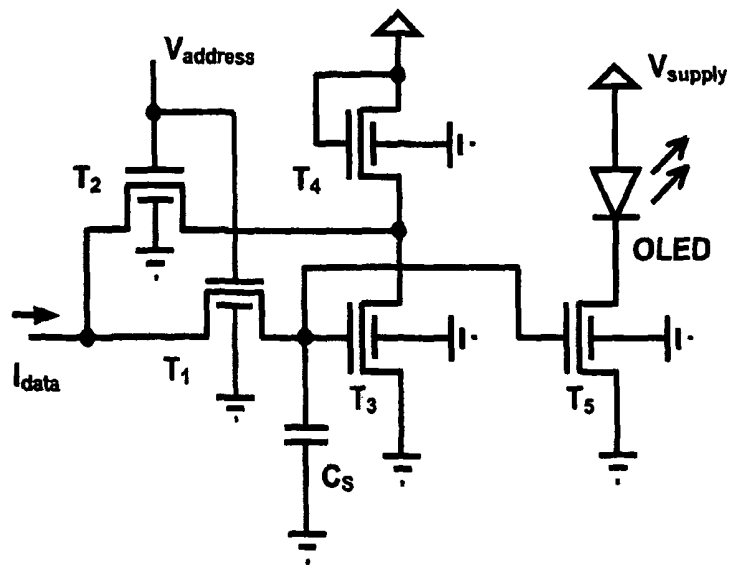 Vaddress
Vsupply
T2
T4
OLED
Idata
T1
T3
T5
CS